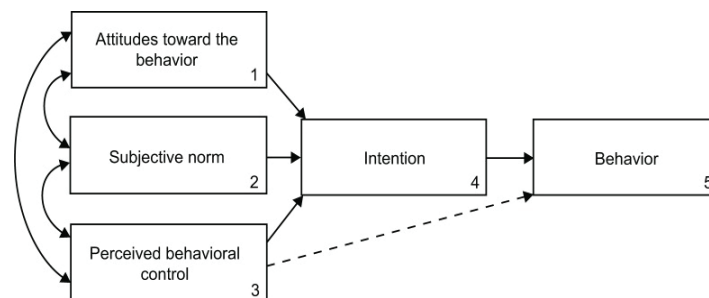 Attitudes toward the
behavior
1
Subjective norm
2
Perceived behavioral
control
3
Intention
4
Behavior
5